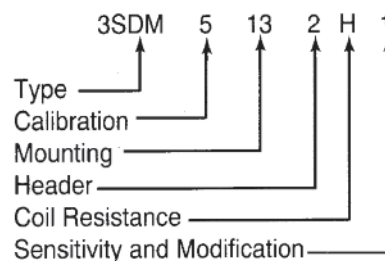 3SDM 5 13 2 H
Type
Calibration
Mounting
Header
Coil Resistance
Sensitivity and Modification